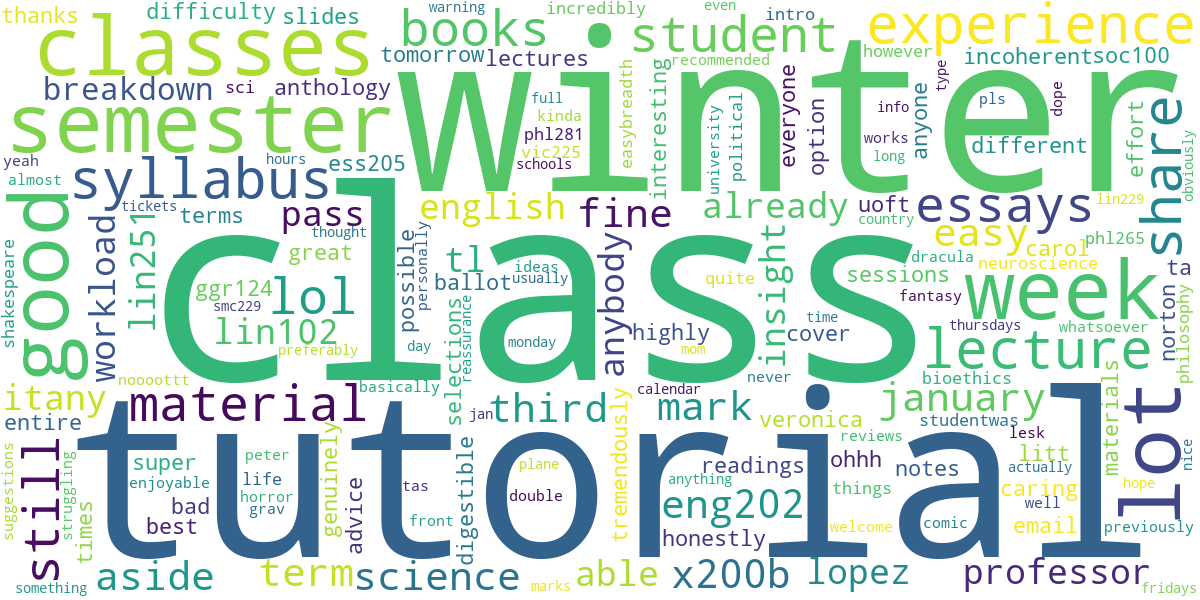 thanks difficulty slides books warning incredibly even intro
classes student experience
tomorrow lectures recommended however incoherentsoc100
breakdown sci anthology winter
semester full kinda phl281 vic225 schools easybreadth interesting university political everyone option info works long type pls dope anyone different effort share obviously
yeah almost hours ess205
syllabus tickets terms pass thought english fine already uoft country essays lin229
good workload lin251 great possible personally tl ideas usually ballot quite insight sessions dracula easy carol phl265 neuroscience ta
shakespeare ggr124 smc229 lol lin102 preferably day class selections reassurance monday anybody highly mom cover time fantasy week thursdays whatsoever norton philosophy
nooottt basically never lecture bioethics
itany material jan third calendar mark veronica january studentwas materials lot nice
entire tutorial tremendously reviews lesk litt
still suggestions struggling super enjoyable peter life horror grav genuinely tas digestible plane double readings anything ohhh notes things actually caring well hope
bad best times advice front eng202 honestly welcome comic email previously
something aside term science marks able x200b lopez professor fridays